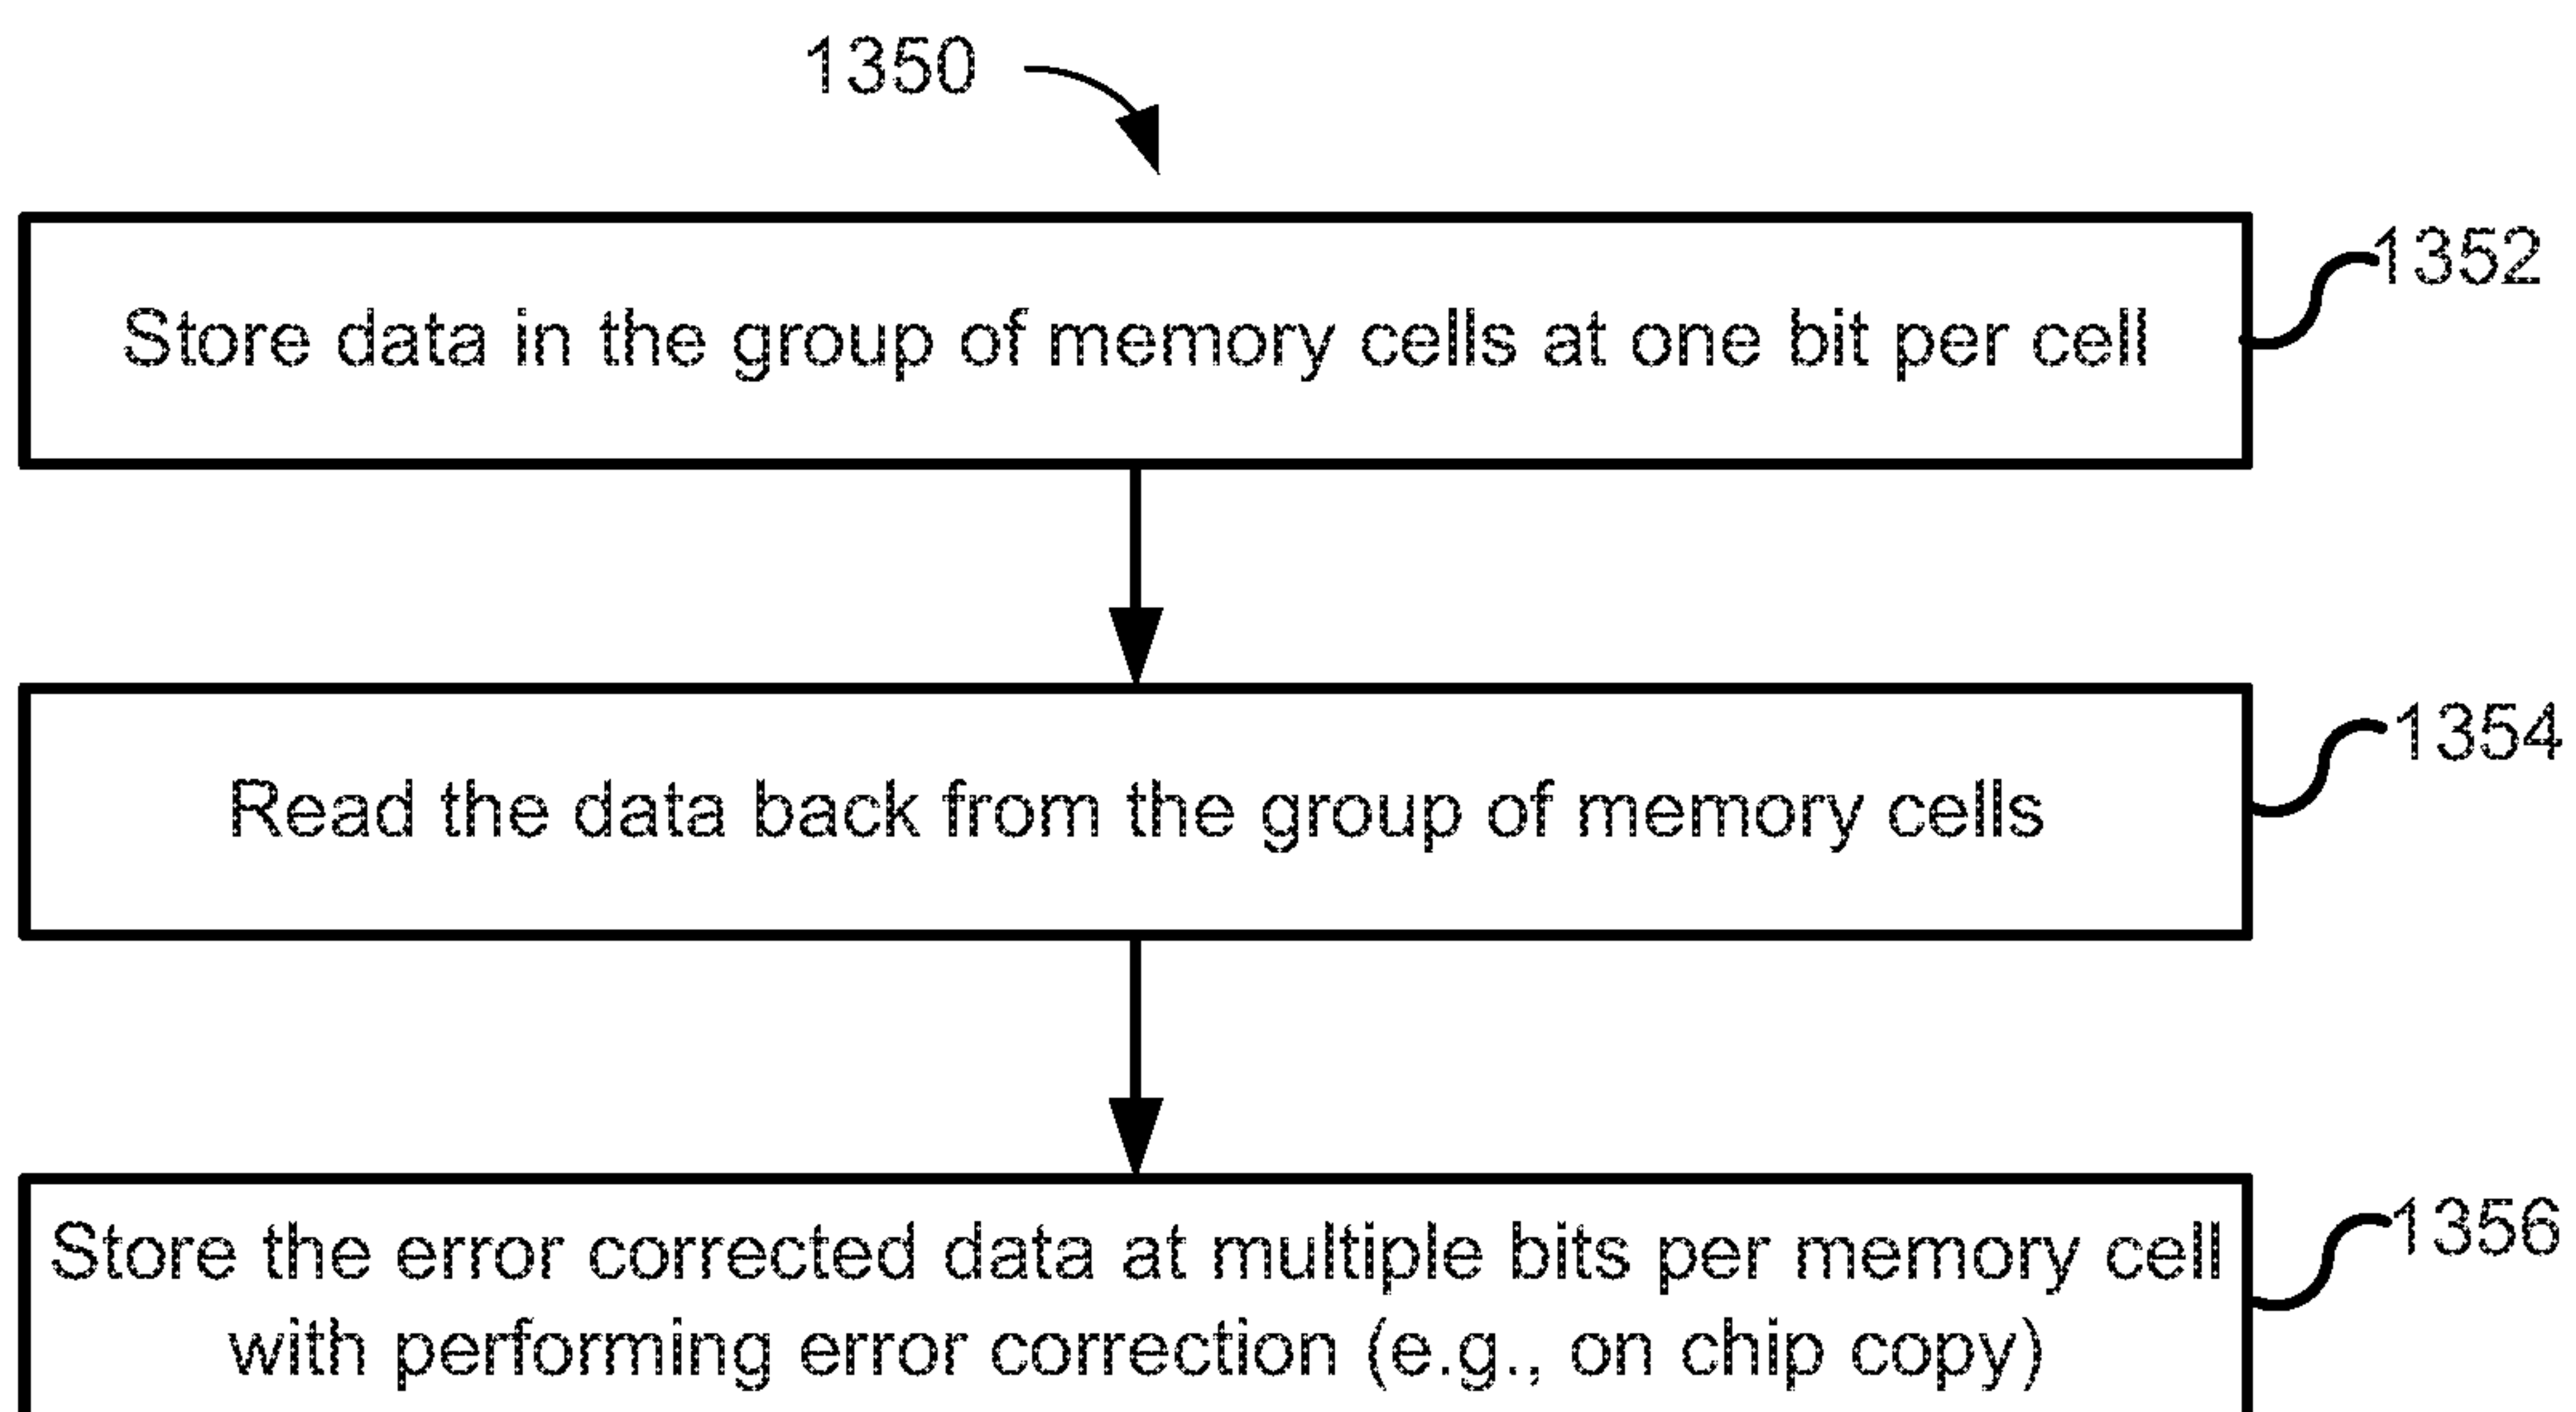 1350
1352
Store data in the group of memory cells at one bit per cell
1354
Read the data back from the group of memory cells
1356
Store the error corrected data at multiple bits per memory cell
with performing error correction (e.g., on chip copy)